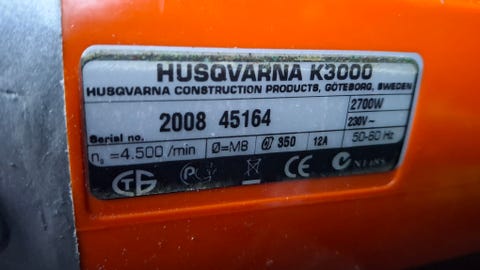 HUSQVARNA K3000
HUSQVARNA CONSTRUCTION PRODUCTS, GÖTEBORG, SWEDEN
Serial no. 2008 45164 2700W
230V~
n₀=4.500/min Ø=M8 350 12A 50-60 Hz
CE